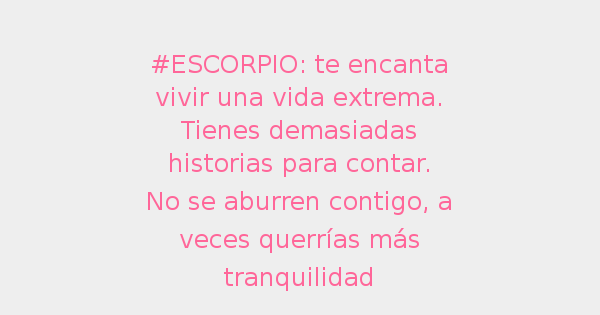 #ESCORPIO: te encanta
vivir una vida extrema.
Tienes demasiadas
historias para contar.
No se aburren contigo, a
veces querrías más
tranquilidad